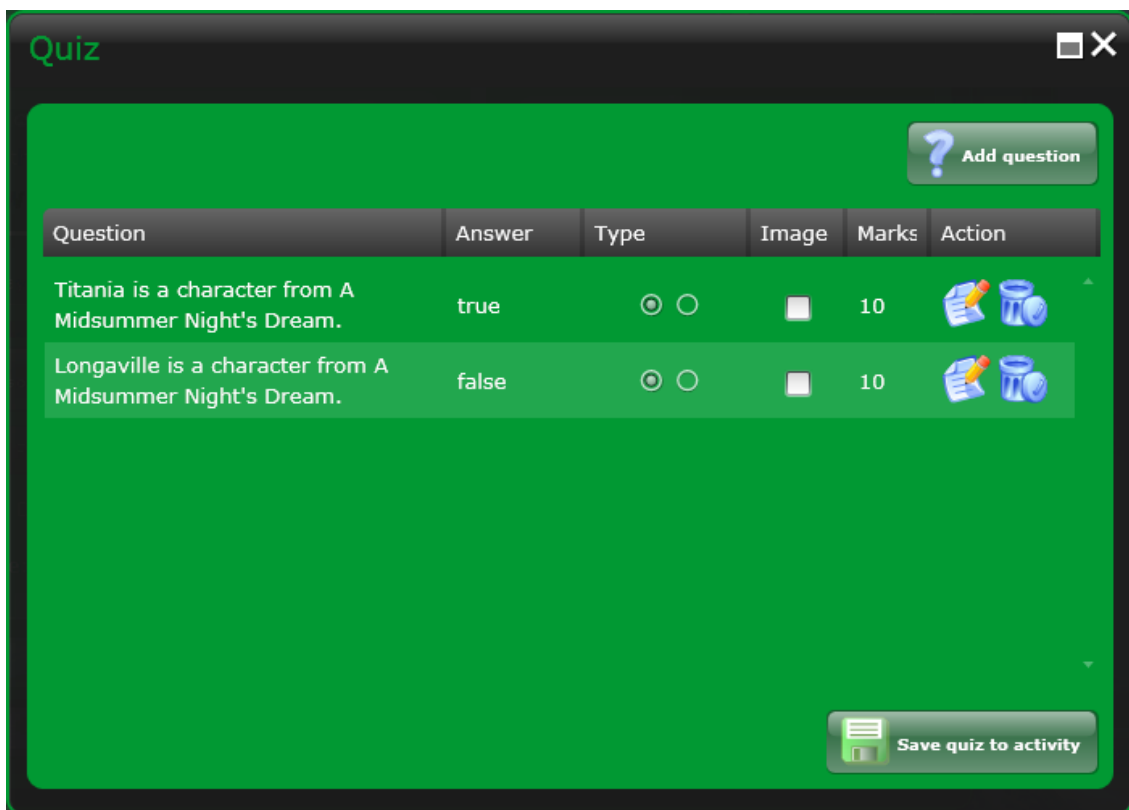 Quiz
Add question
Question Answer Type Image Marks Action
Titania is a character from A
Midsummer Night's Dream.
true 10
Longaville is a character from A
Midsummer Night's Dream.
false 10
Save quiz to activity